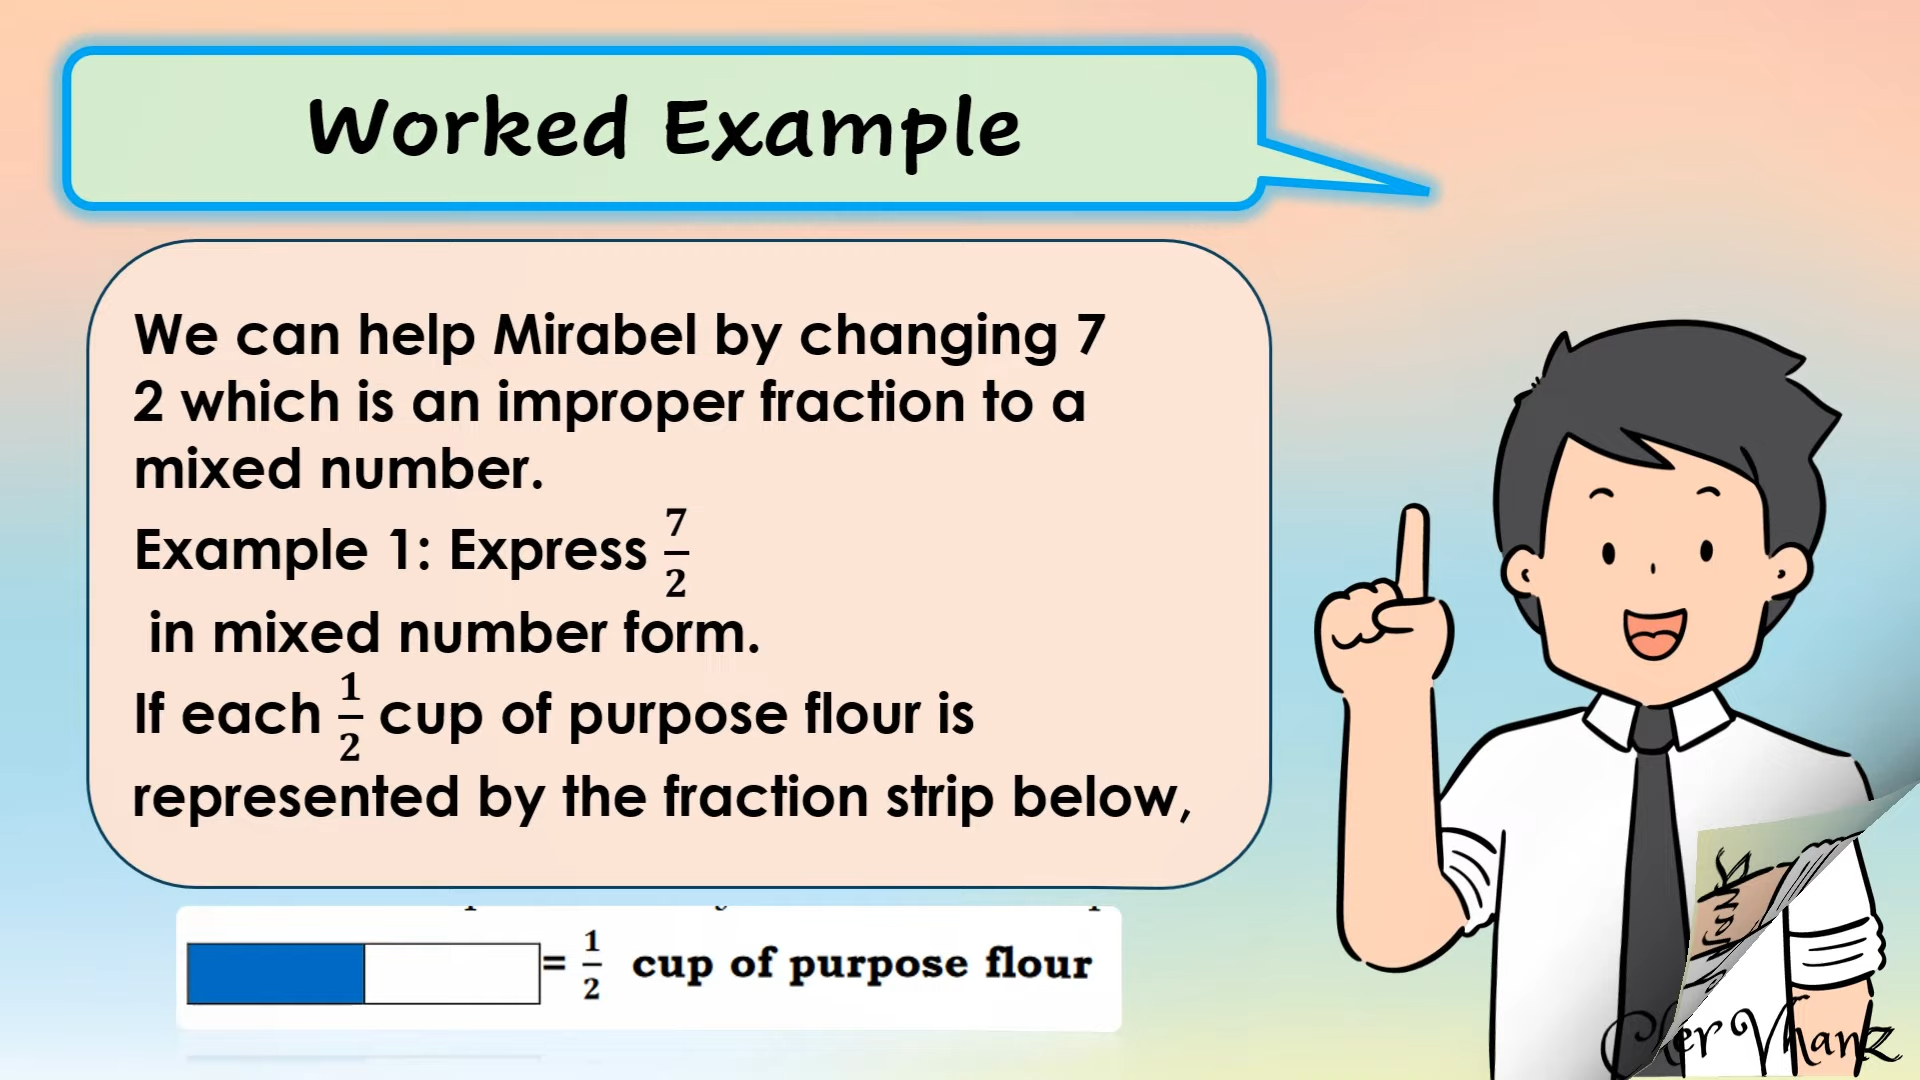 Worked Example
We can help Mirabel by changing 7
2 which is an improper fraction to a
mixed number.
Example 1: Express 7/2
in mixed number form.
If each 1/2 cup of purpose flour is
represented by the fraction strip below,
= 1/2 cup of purpose flour
Cher Vhanz